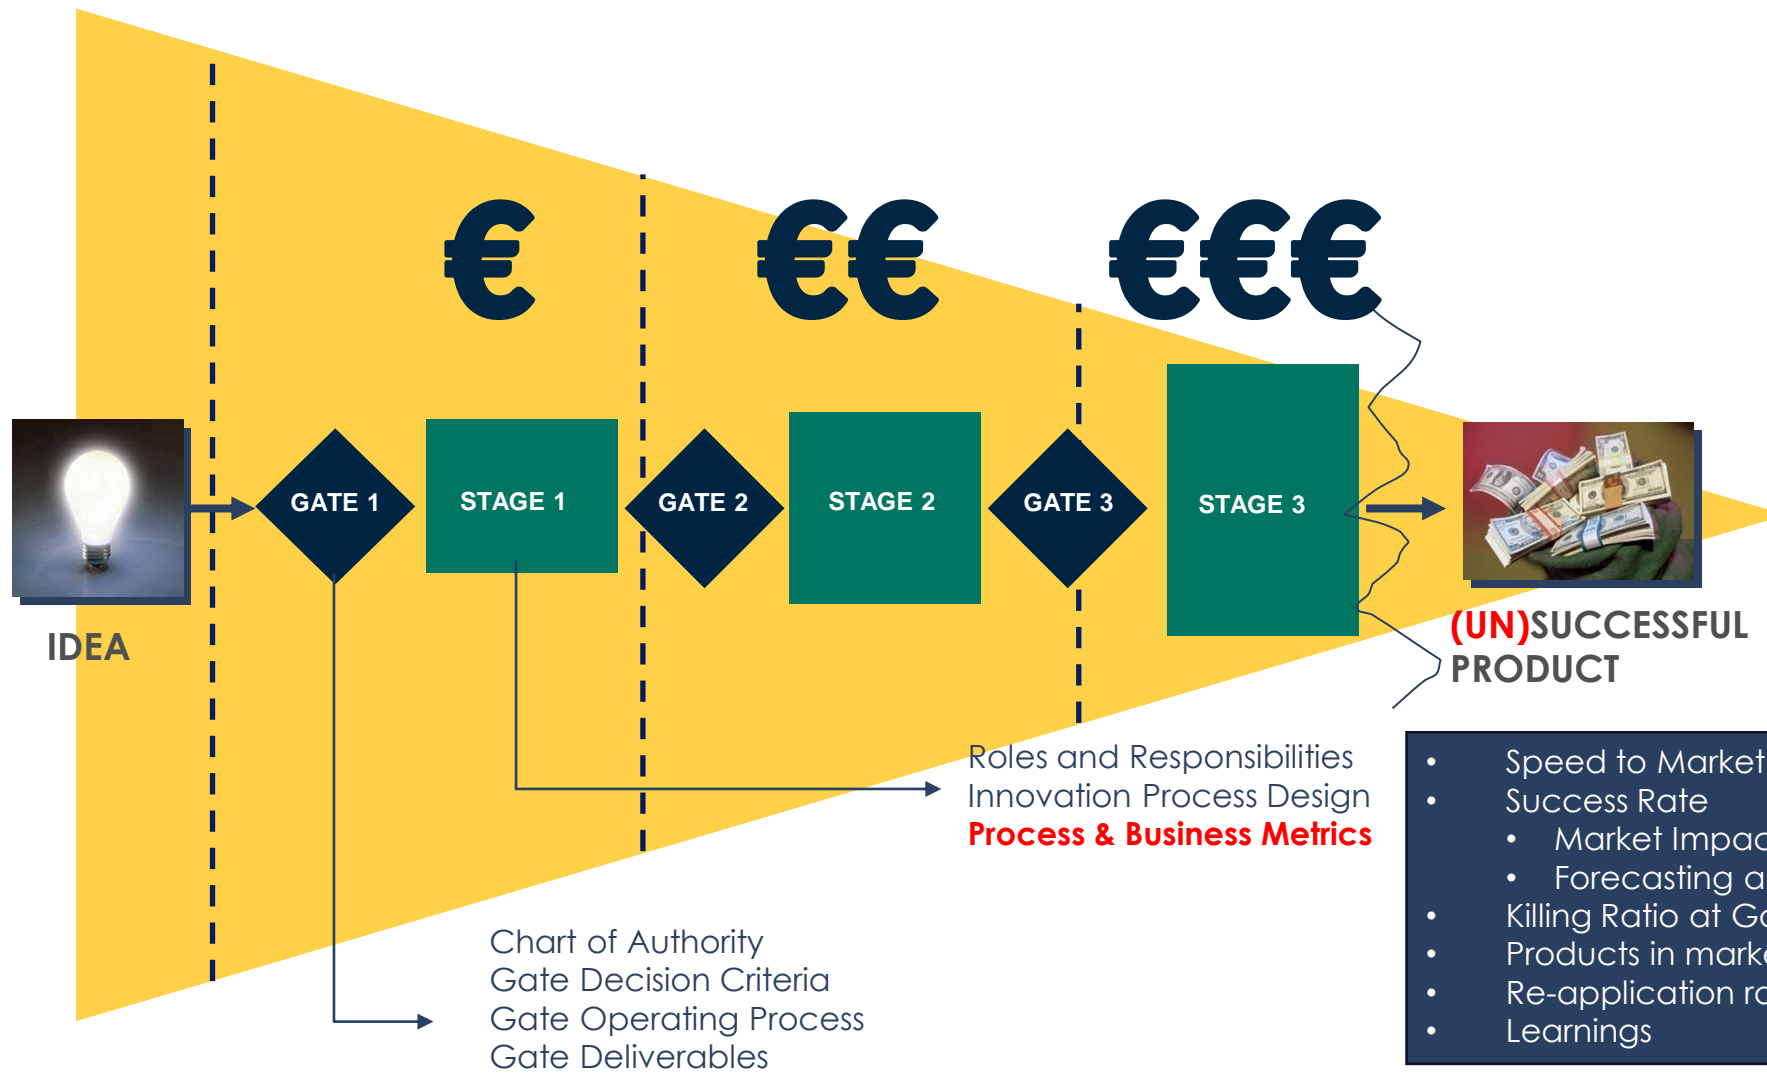 €
€€
€€€
GATE 1
STAGE 1
GATE 2
STAGE 2
GATE 3
STAGE 3
IDEA
(UN)SUCCESSFUL
PRODUCT
Roles and Responsibilities
Innovation Process Design
Process & Business Metrics
Chart of Authority
Gate Decision Criteria
Gate Operating Process
Gate Deliverables
• Speed to Market
• Success Rate
• Market
• Forecasting
• Killing Ratio at
• Products in
• Re-application
• Learnings